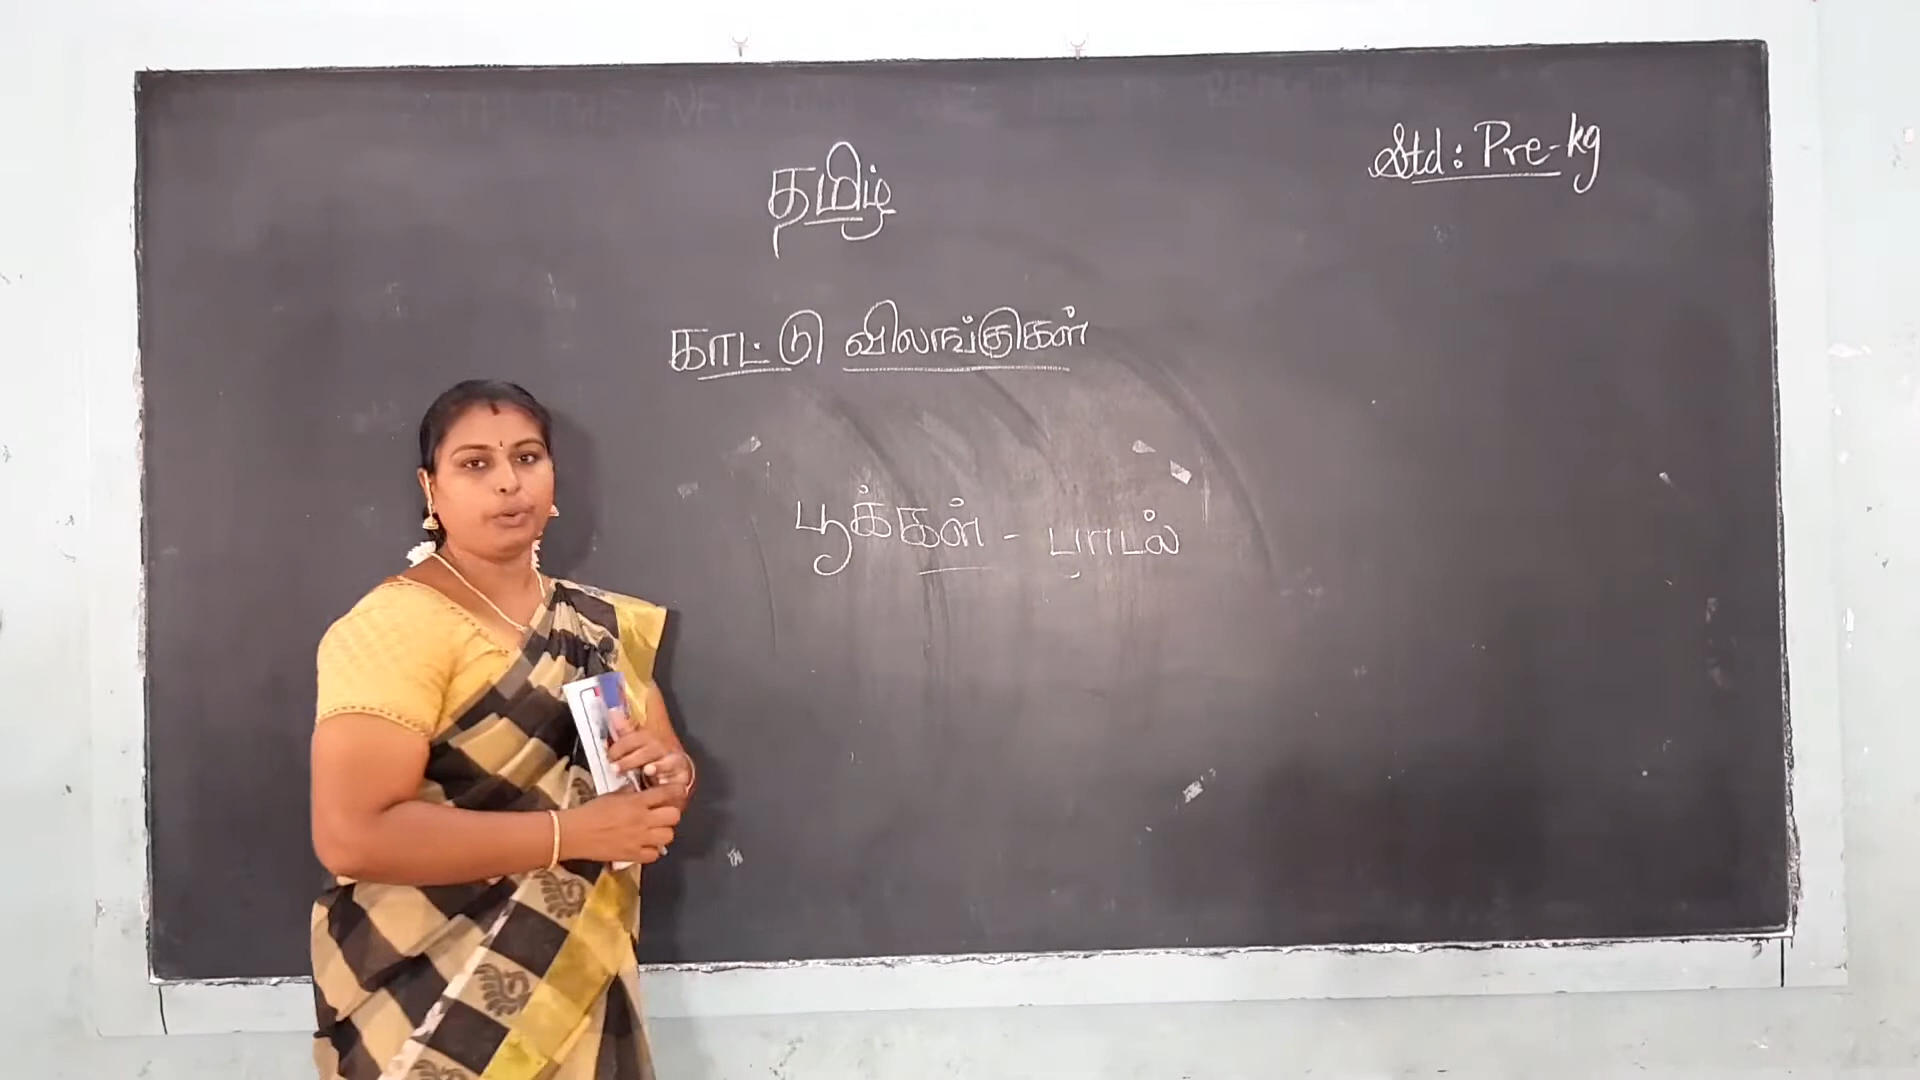 Std: Pre-kg
தமிழ்
காட்டு விலங்குகள்
பூக்கள் - பாடல்